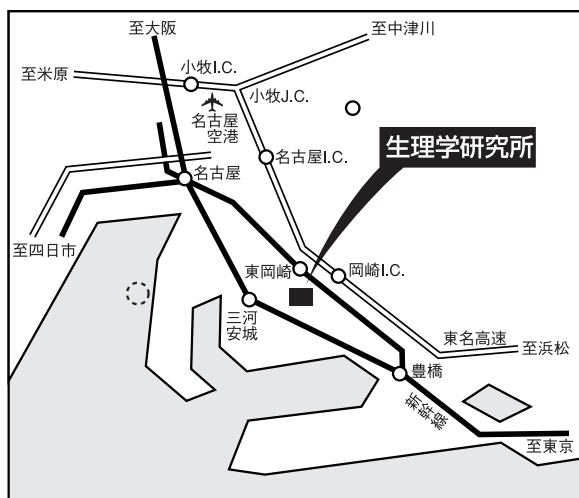 至大阪
至中津川
至米原
小牧I.C.
小牧J.C.
名古屋
空港
名古屋I.C.
生理学研究所
名古屋
至四日市
東岡崎
岡崎I.C.
三河
安城
東名高速
至浜松
豊橋
新幹線
至東京